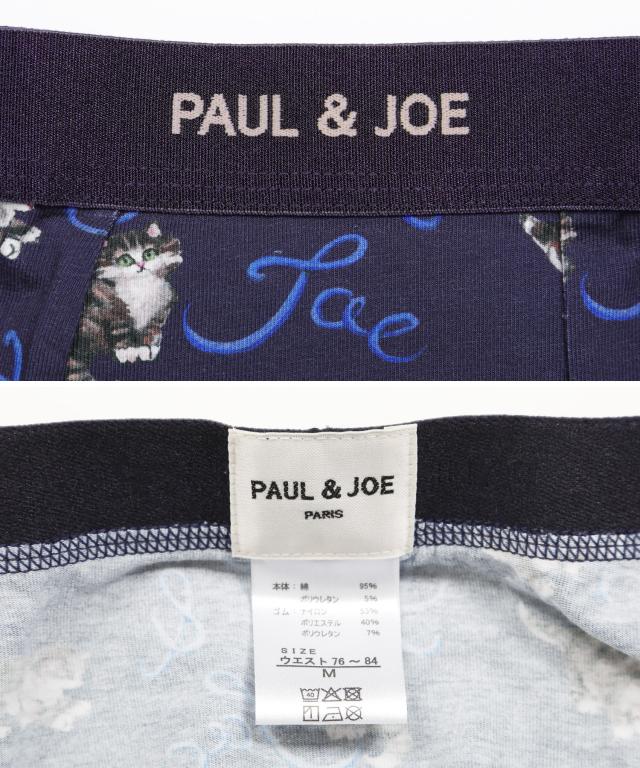 PAUL & JOE
Joe
PAUL & JOE
PARIS
本体：綿 95%
ポリウレタン 5%
ゴム：ナイロン 53%
ポリエステル 40%
ポリウレタン 7%
SIZE
ウエスト 76～84
M
40